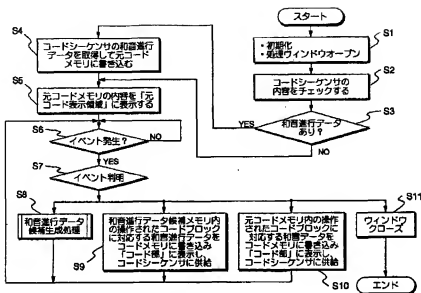 スタート
S1
・初期化
・処理ウィンドウオープン
S2
コードシーケンサの
内容をチェックする
S3
和音進行データ
あり?
YES
NO
S4
コードシーケンサの和音進行
データを取得して元コード
メモリに書き込む
S5
元コードメモリの内容を「元
コード表示領域」に表示する
S6
イベント発生?
NO
YES
S7
イベント判明
S8
和音進行データ
候補生成処理
和音進行データ候補メモリ内
の操作されたコードブロック
に対応する和音進行データを
コードメモリに書き込み
「コード部」に表示し、
コードシーケンサに供給
S9
元コードメモリ内の操
作されたコードブロック
に対応する和音データを
コードメモリに書き込み
「コード部」に表示し、
コードシーケンサに供給
S10
S11
ウィンドウ
クローズ
エンド